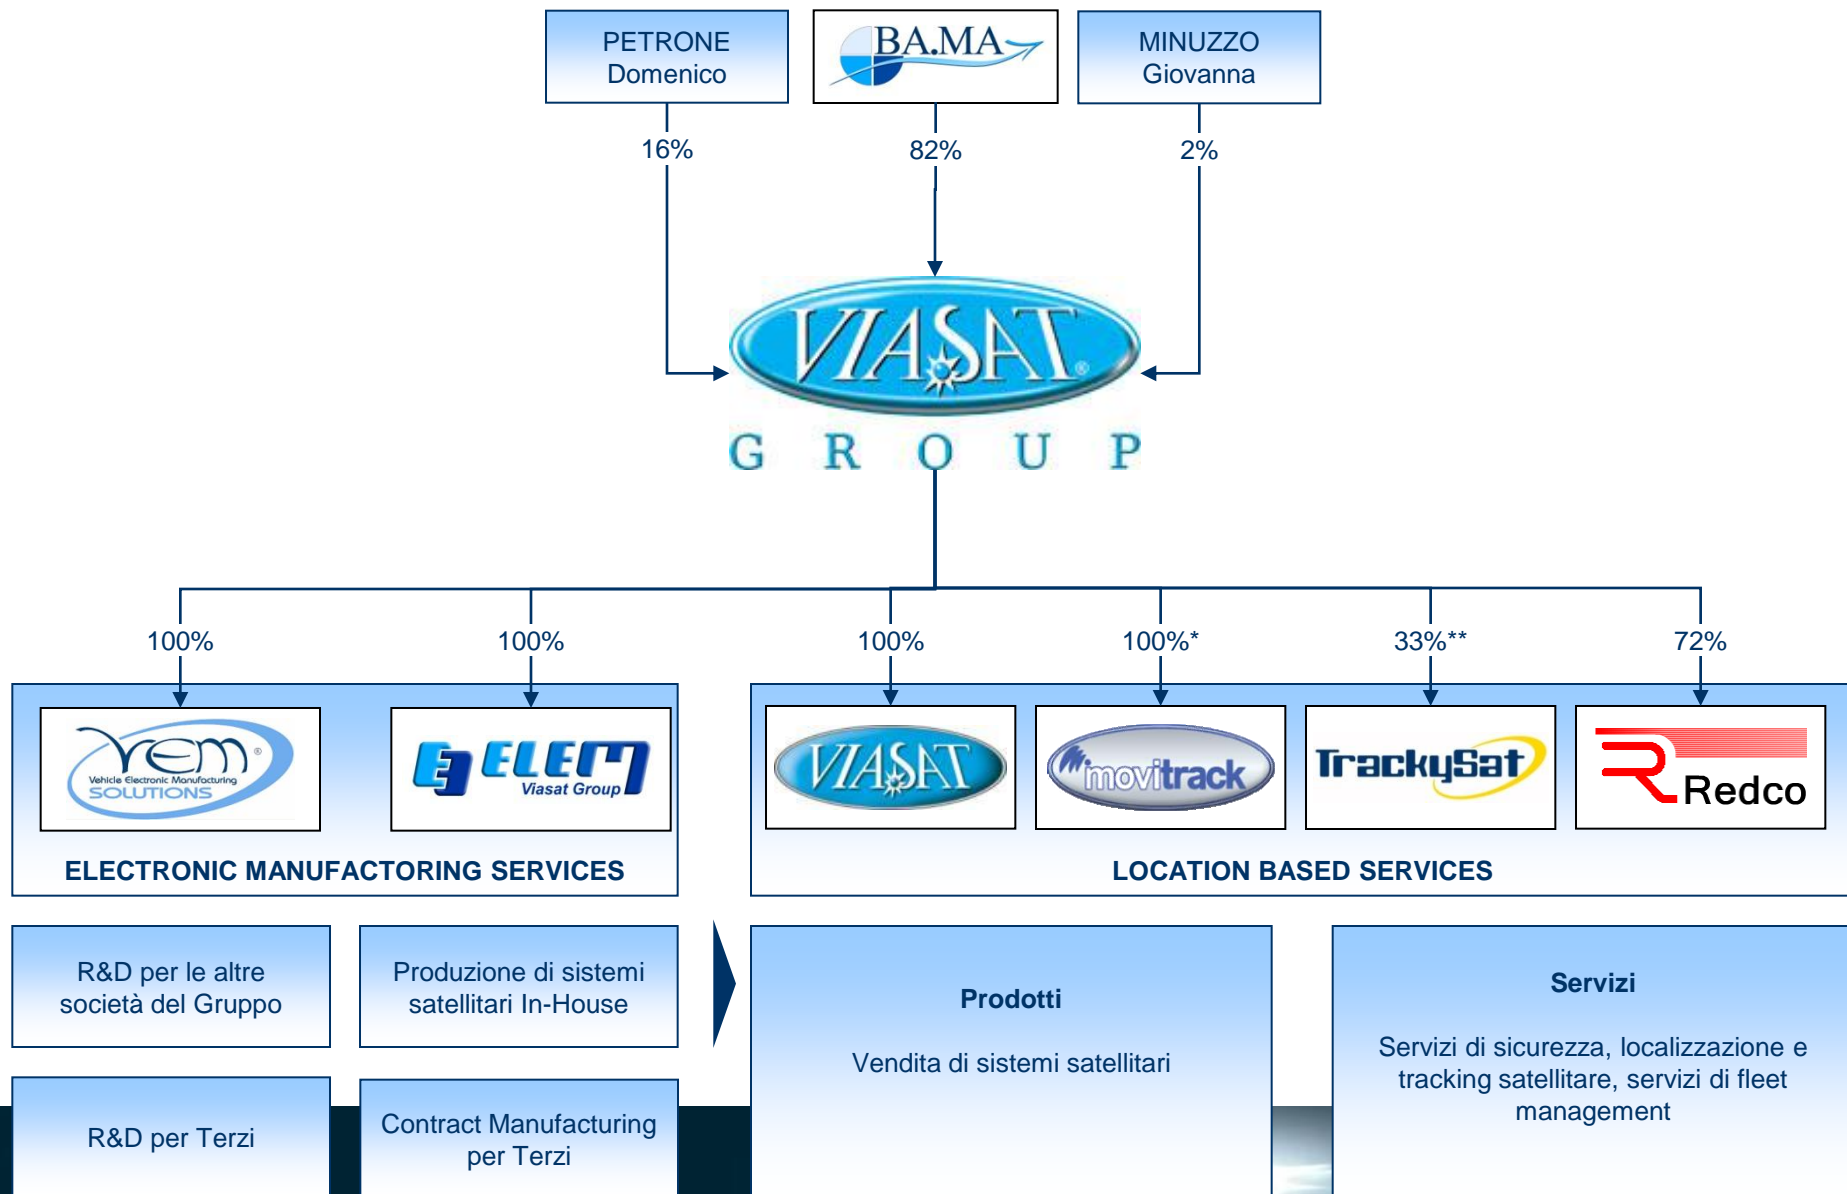 PETRONE
Domenico
BA.MA
MINUZZO
Giovanna
16%
82%
2%
VIASAT®
GROUP
100%
100%
100%
100%*
33%**
72%
vem®
Vehicle Electronic Manufacturing
SOLUTIONS
ELEM
Viasat Group
VIASAT
movitrack
TrackySat
Redco
ELECTRONIC MANUFACTORING SERVICES
LOCATION BASED SERVICES
R&D per le altre
società del Gruppo
Produzione di sistemi
satellitari In-House
Prodotti
Vendita di sistemi satellitari
Servizi
Servizi di sicurezza, localizzazione e
tracking satellitare, servizi di fleet
management
R&D per Terzi
Contract Manufacturing
per Terzi